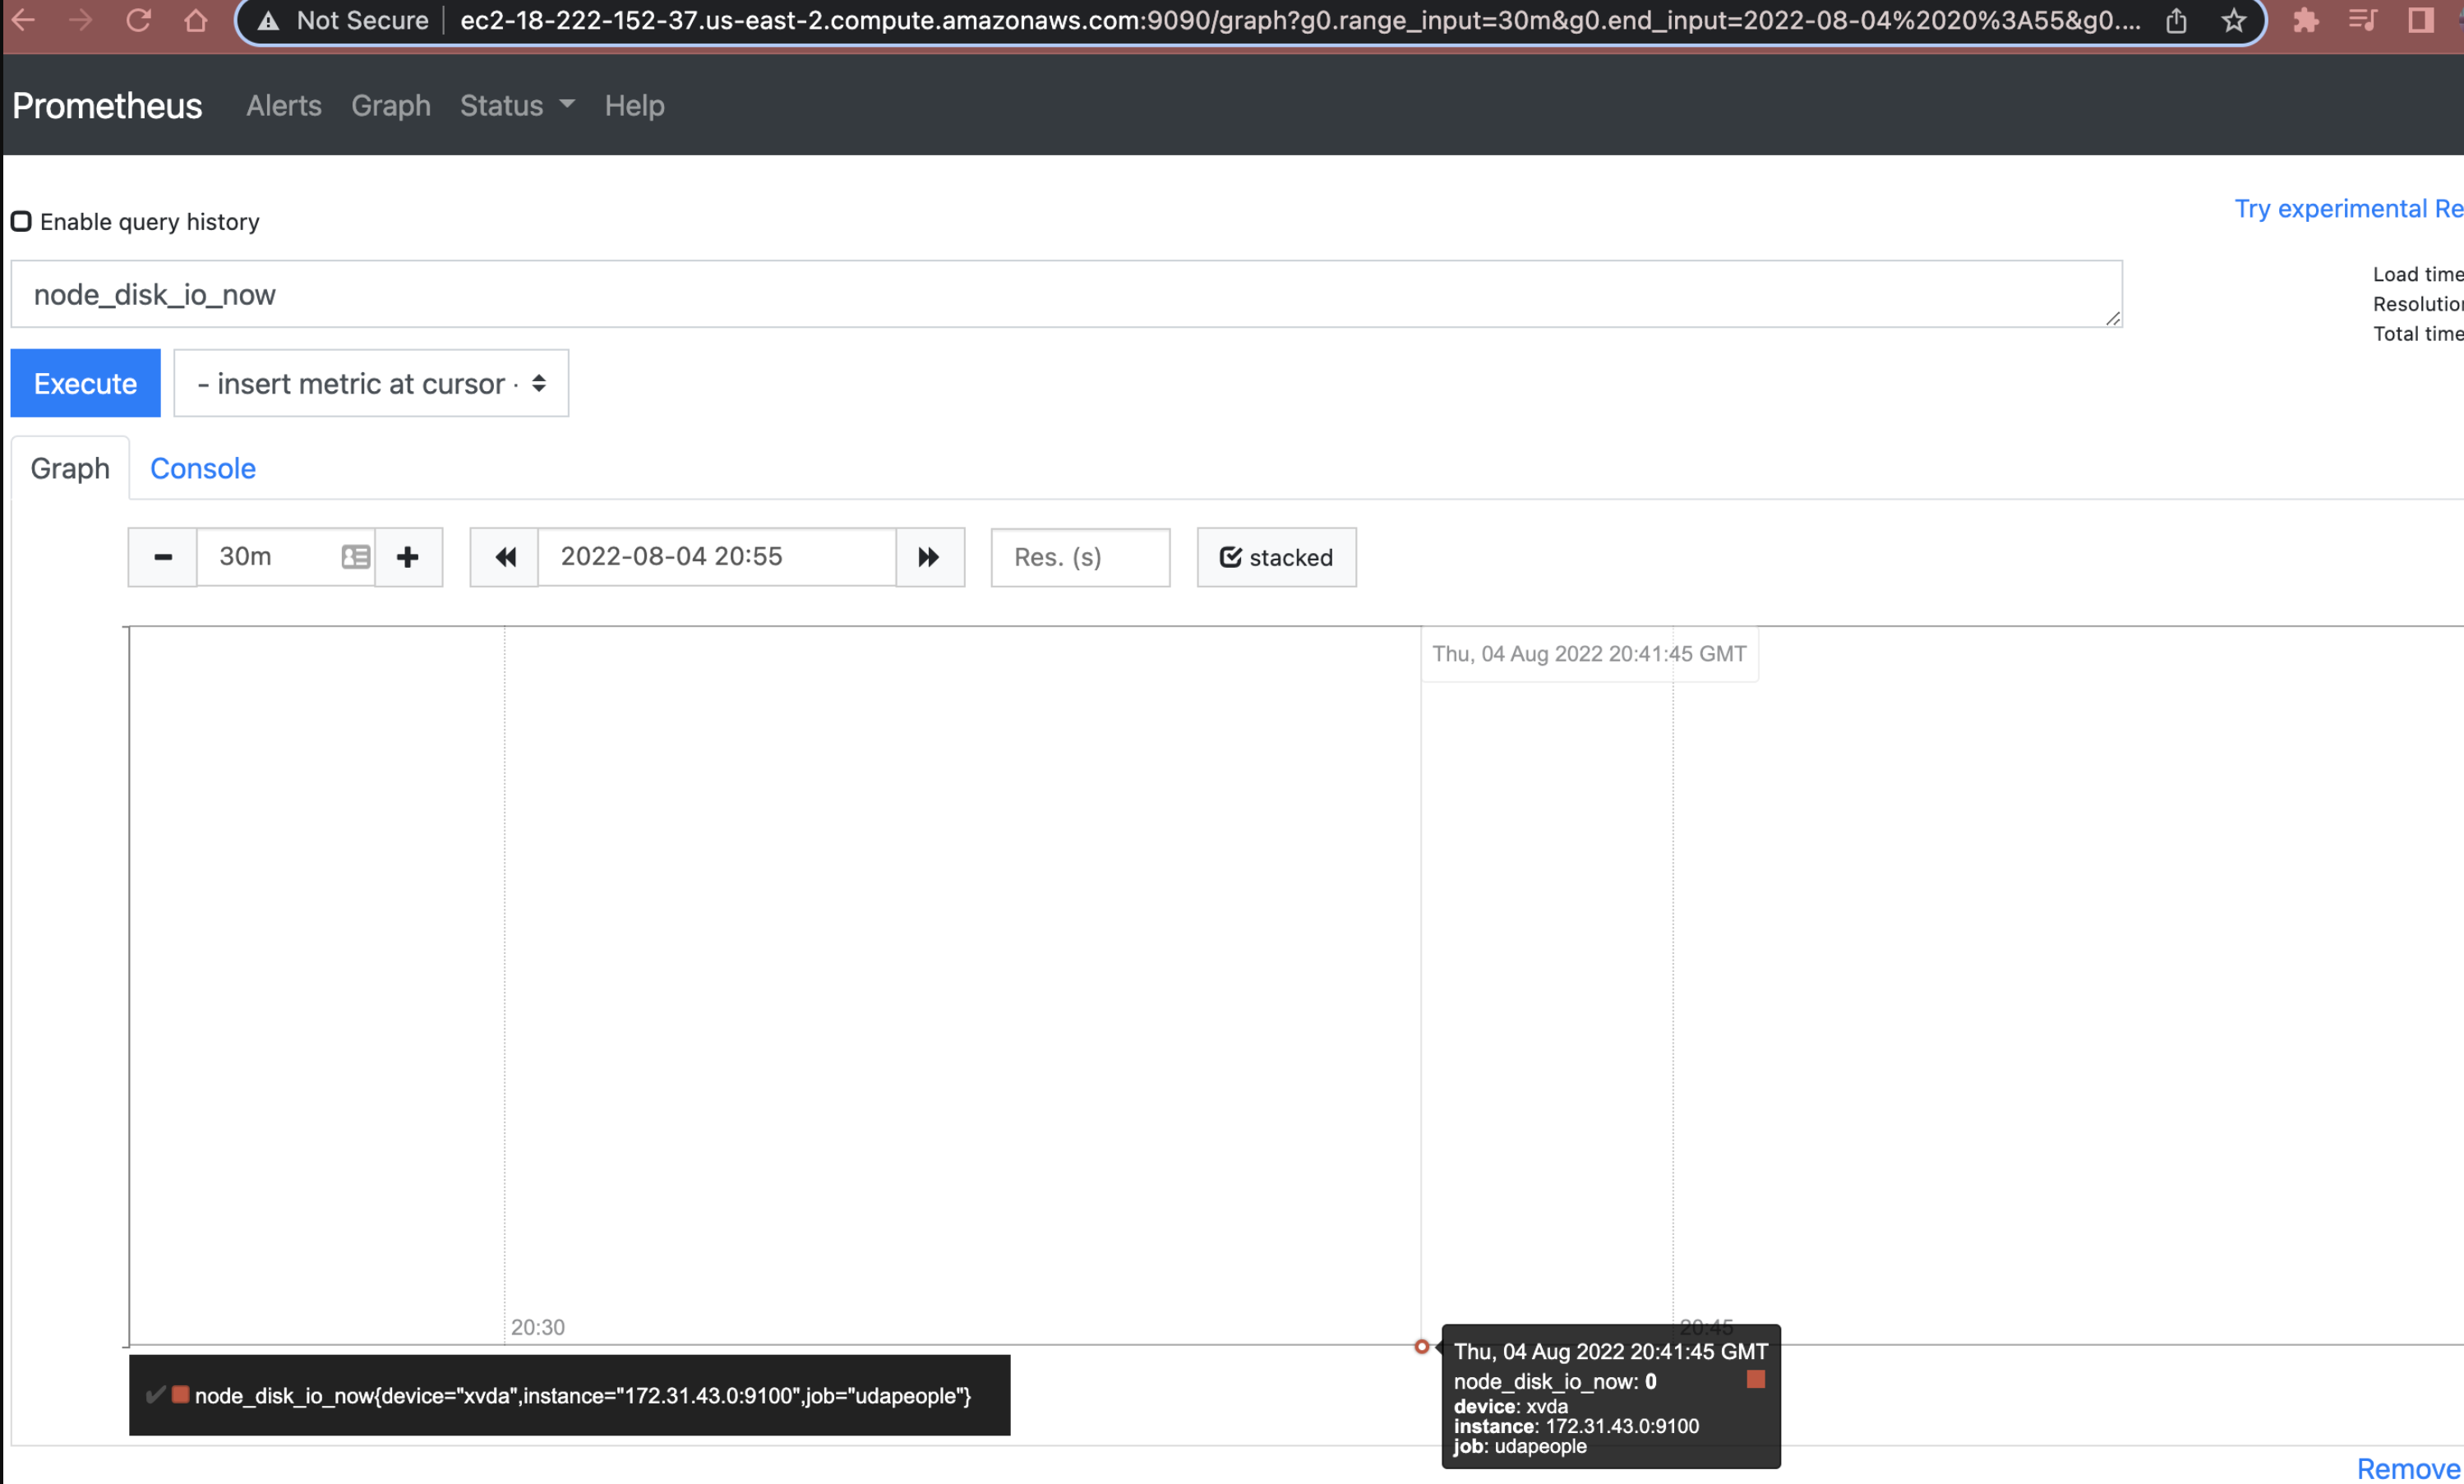 Not Secure ec2-18-222-152-37.us-east-2.compute.amazonaws.com:9090/graph?g0.range_input=30m&g0.end_input=2022-08-04%2020%3A55&g0....
Prometheus Alerts Graph Status Help
Enable query history
Try experimental Re
node_disk_io_now
Load time
Resolution
Total time
Execute - insert metric at cursor -
Graph Console
30m 2022-08-04 20:55 Res. (s) stacked
Thu, 04 Aug 2022 20:41:45 GMT
20:30 20:45
Thu, 04 Aug 2022 20:41:45 GMT
node_disk_io_now: 0
device: xvda
instance: 172.31.43.0:9100
job: udapeople
node_disk_io_now{device="xvda",instance="172.31.43.0:9100",job="udapeople"}
Remove